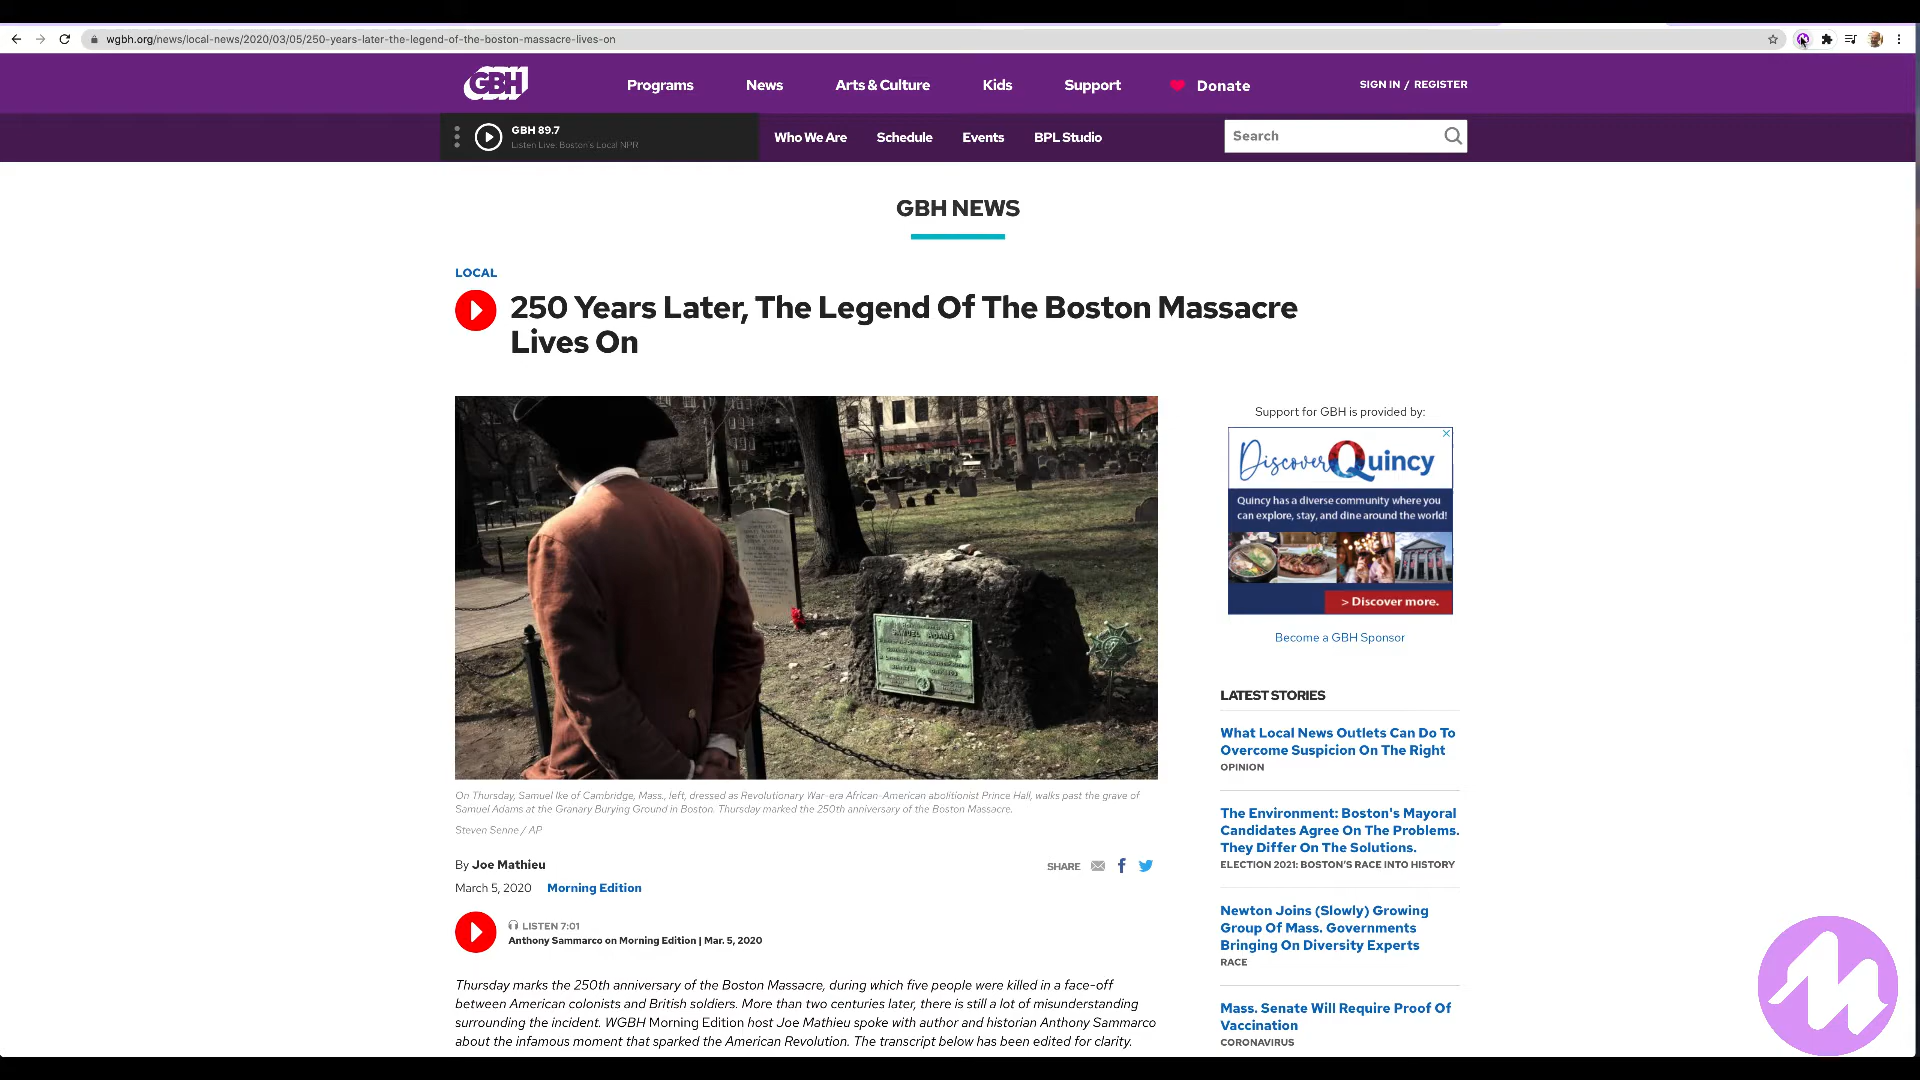 wgbh.org/news/local-news/2020/03/05/250-years-later-the-legend-of-the-boston-massacre-lives-on
GBH
Programs
News
Arts & Culture
Kids
Support
Donate
SIGN IN / REGISTER
GBH 89.7
Listen Live: Boston's Local NPR
Who We Are
Schedule
Events
BPL Studio
Search
GBH NEWS
LOCAL
250 Years Later, The Legend Of The Boston Massacre
Lives On
SAMUEL ADAMS
On Thursday, Samuel Ike of Cambridge, Mass., left, dressed as Revolutionary War-era African-American abolitionist Prince Hall, walks past the grave of
Samuel Adams at the Granary Burying Ground in Boston. Thursday marked the 250th anniversary of the Boston Massacre.
Steven Senne / AP
By Joe Mathieu
SHARE
March 5, 2020 Morning Edition
LISTEN 7:01
Anthony Sammarco on Morning Edition | Mar. 5, 2020
Thursday marks the 250th anniversary of the Boston Massacre, during which five people were killed in a face-off
between American colonists and British soldiers. More than two centuries later, there is still a lot of misunderstanding
surrounding the incident. WGBH Morning Edition host Joe Mathieu spoke with author and historian Anthony Sammarco
about the infamous moment that sparked the American Revolution. The transcript below has been edited for clarity.
Support for GBH is provided by:
Discover Quincy
Quincy has a diverse community where you
can explore, stay, and dine around the world!
> Discover more.
Become a GBH Sponsor
LATEST STORIES
What Local News Outlets Can Do To
Overcome Suspicion On The Right
OPINION
The Environment: Boston's Mayoral
Candidates Agree On The Problems.
They Differ On The Solutions.
ELECTION 2021: BOSTON'S RACE INTO HISTORY
Newton Joins (Slowly) Growing
Group Of Mass. Governments
Bringing On Diversity Experts
RACE
Mass. Senate Will Require Proof Of
Vaccination
CORONAVIRUS